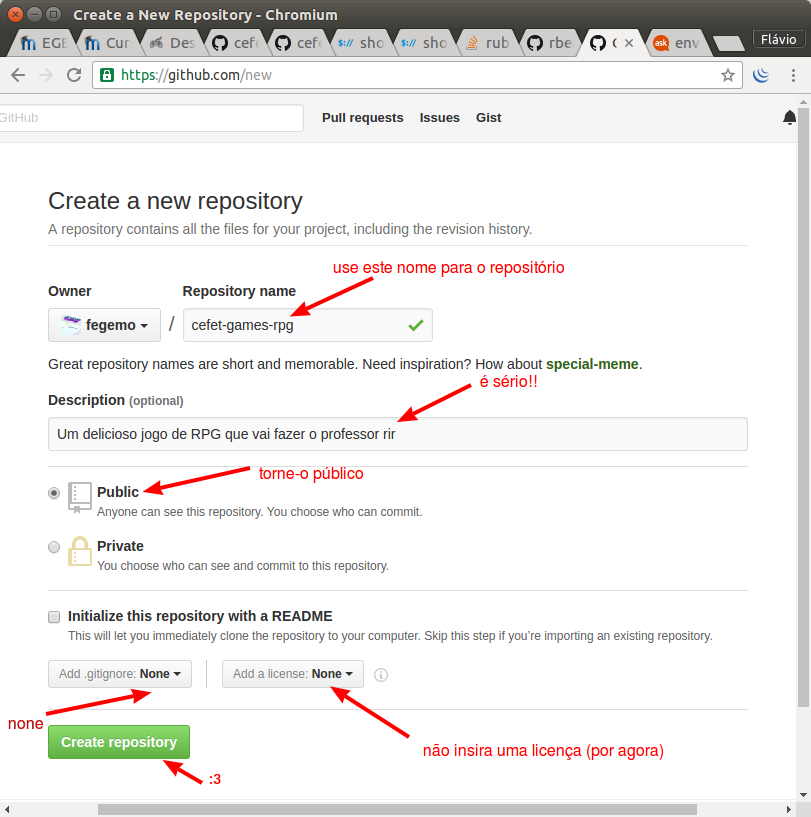 Create a New Repository - Chromium
EGE
Cur
Des
cefe
cefe
$:// sho
$:// sho
rub
rbe
ask env
Flávio
https://github.com/new
GitHub
Pull requests Issues Gist
Create a new repository
A repository contains all the files for your project, including the revision history.
use este nome para o repositório
Owner Repository name
fegemo / cefet-games-rpg
Great repository names are short and memorable. Need inspiration? How about special-meme.
é sério!!
Description (optional)
Um delicioso jogo de RPG que vai fazer o professor rir
torne-o público
Public
Anyone can see this repository. You choose who can commit.
Private
You choose who can see and commit to this repository.
Initialize this repository with a README
This will let you immediately clone the repository to your computer. Skip this step if you’re importing an existing repository.
Add .gitignore: None Add a license: None
none
Create repository
não insira uma licença (por agora)
:3